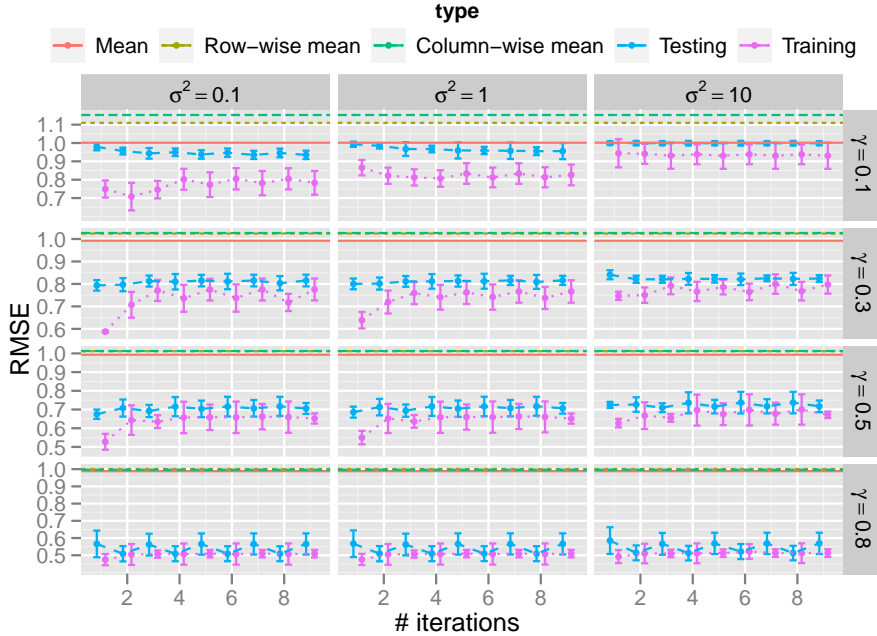 type
Mean Row-wise mean Column-wise mean Testing Training
σ² = 0.1 σ² = 1 σ² = 10
1.1
1.0
0.9
0.8
0.7
γ = 0.1
1.0
0.9
0.8
0.7
0.6
γ = 0.3
RMSE
1.0
0.9
0.8
0.7
0.6
0.5
γ = 0.5
1.0
0.9
0.8
0.7
0.6
0.5
γ = 0.8
2 4 6 8 2 4 6 8 2 4 6 8
# iterations